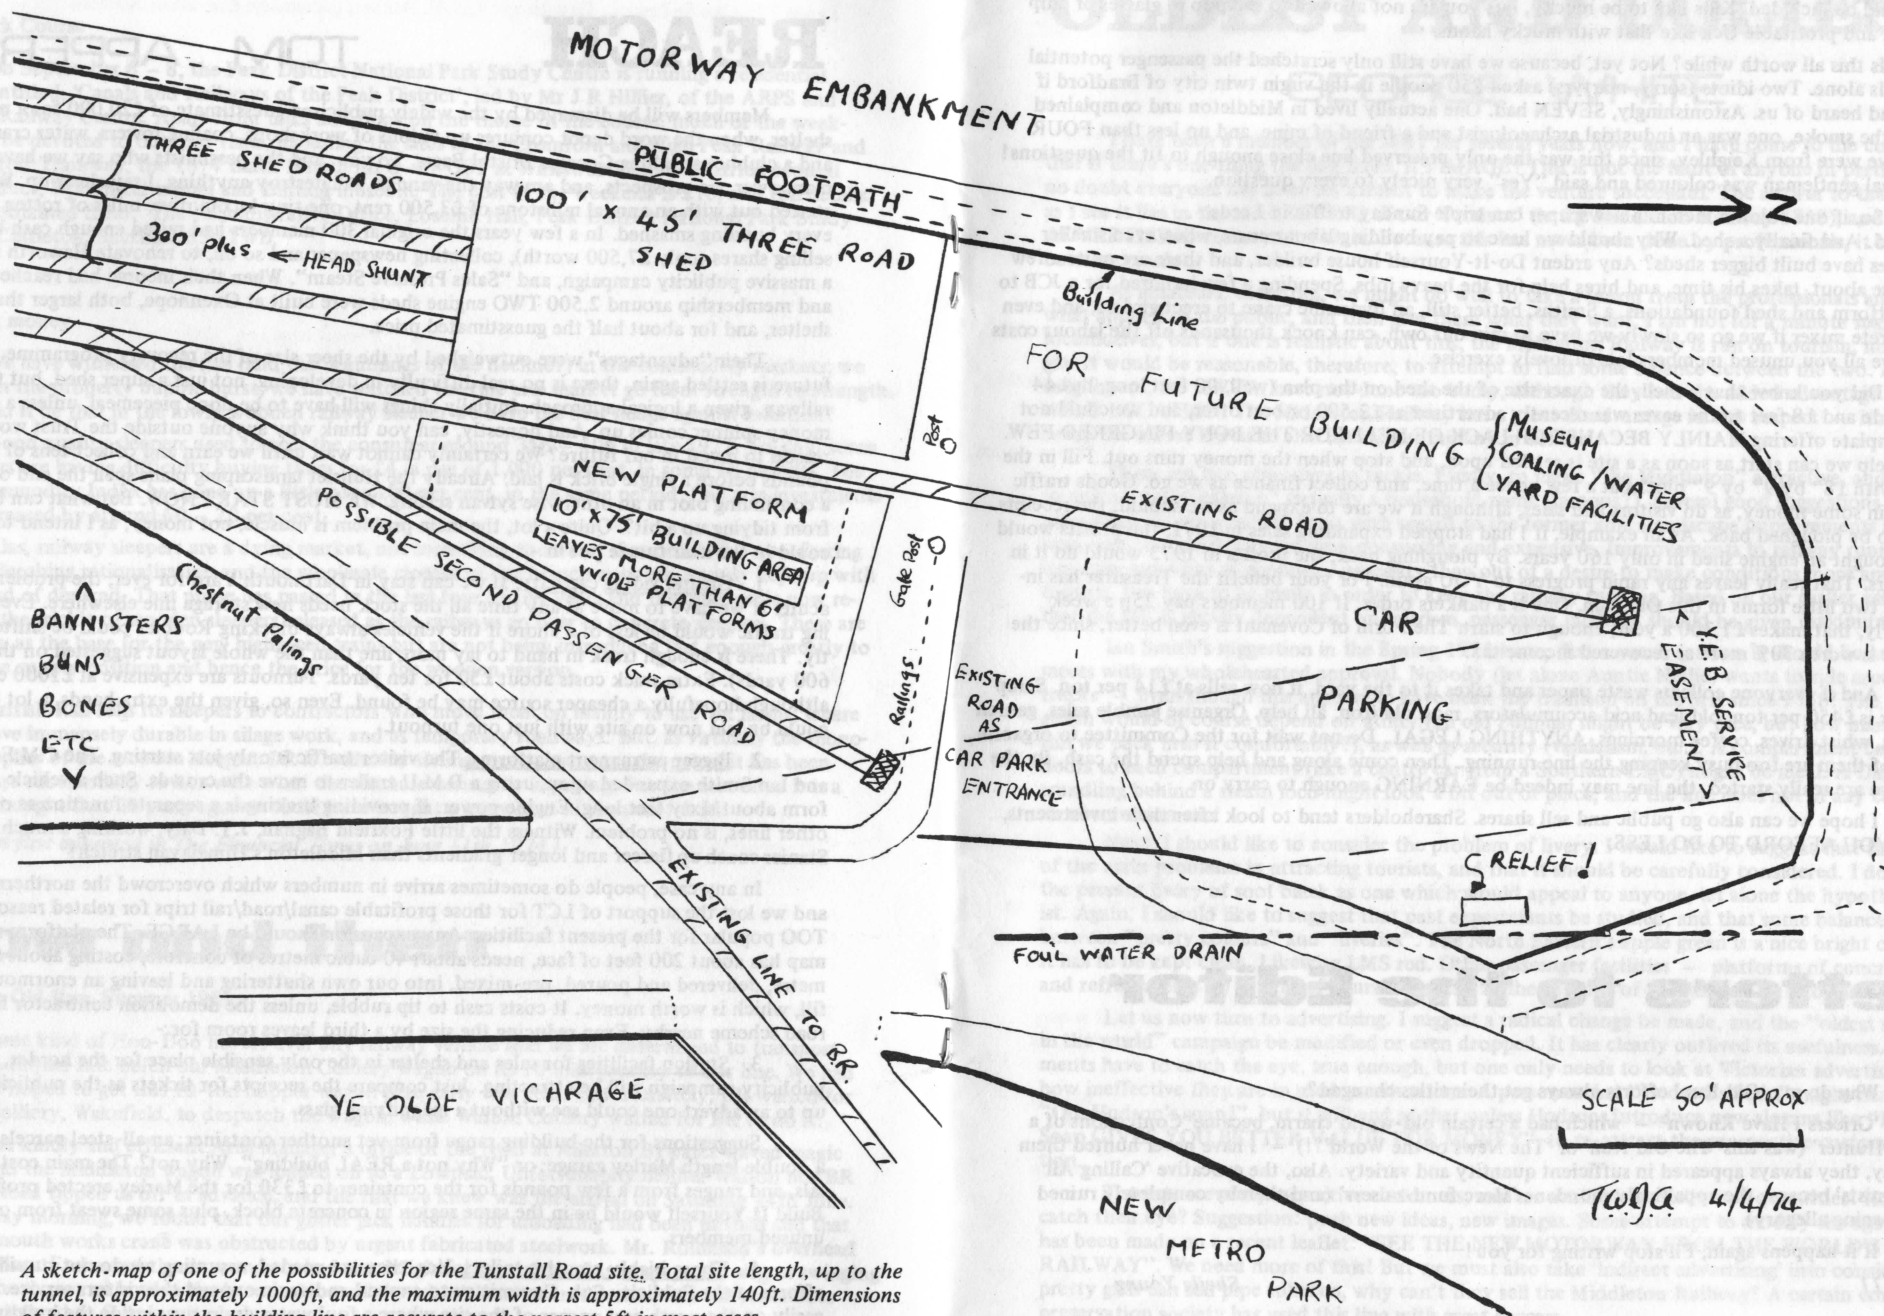 MOTORWAY EMBANKMENT
PUBLIC FOOTPATH
THREE SHED ROADS
300' plus
← HEAD SHUNT
100' X 45' THREE ROAD
SHED
Building Line
N
FOR FUTURE BUILDING
MUSEUM
COALING/WATER
YARD FACILITIES
Post
NEW PLATFORM
10' X 75' BUILDING AREA
LEAVES MORE THAN 6'
WIDE PLATFORMS
POSSIBLE SECOND PASSENGER ROAD
EXISTING ROAD
Gate Post
Railings
Chestnut Palings
BANNISTERS
BUNS
BONES
ETC
EXISTING
ROAD
AS
CAR PARK
ENTRANCE
CAR
PARKING
Y.E.B SERVICE
EASEMENT
RELIEF!
FOUL WATER DRAIN
EXISTING LINE TO BR.
YE OLDE VICARAGE
SCALE 50' APPROX
4/4/74
NEW
METRO
PARK
A sketch-map of one of the possibilities for the Tunstall Road site. Total site length, up to the
tunnel, is approximately 1000ft, and the maximum width is approximately 140ft. Dimensions